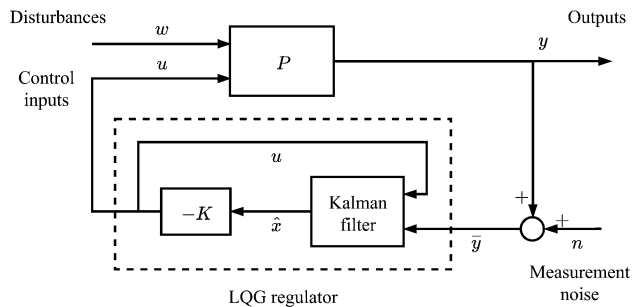 Disturbances
Outputs
w
y
u
P
Control
inputs
u
Kalman
filter
−K
x̂
+
+
ȳ
n
Measurement
noise
LQG regulator